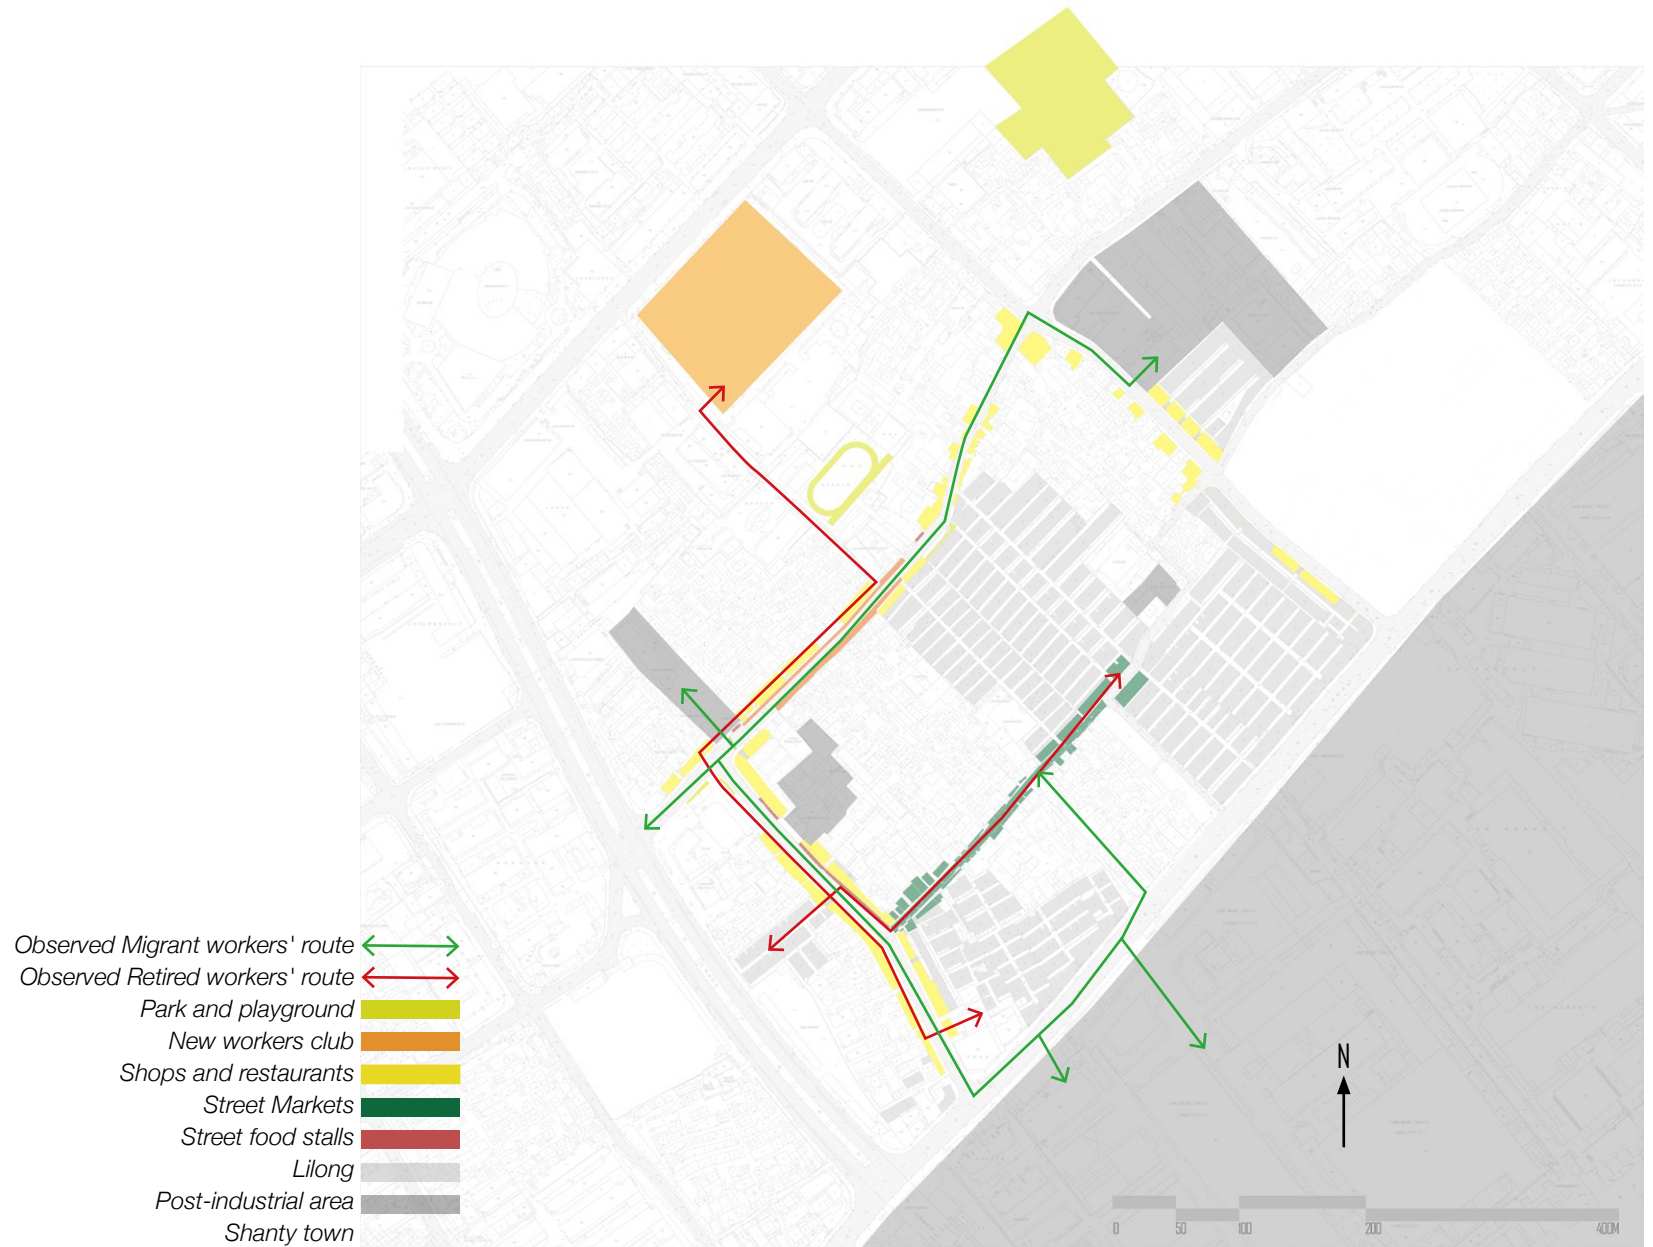 Observed Migrant workers' route
Observed Retired workers' route
Park and playground
New workers club
Shops and restaurants
Street Markets
Street food stalls
Lilong
Post-industrial area
Shanty town
N
0 50 100 200 400M